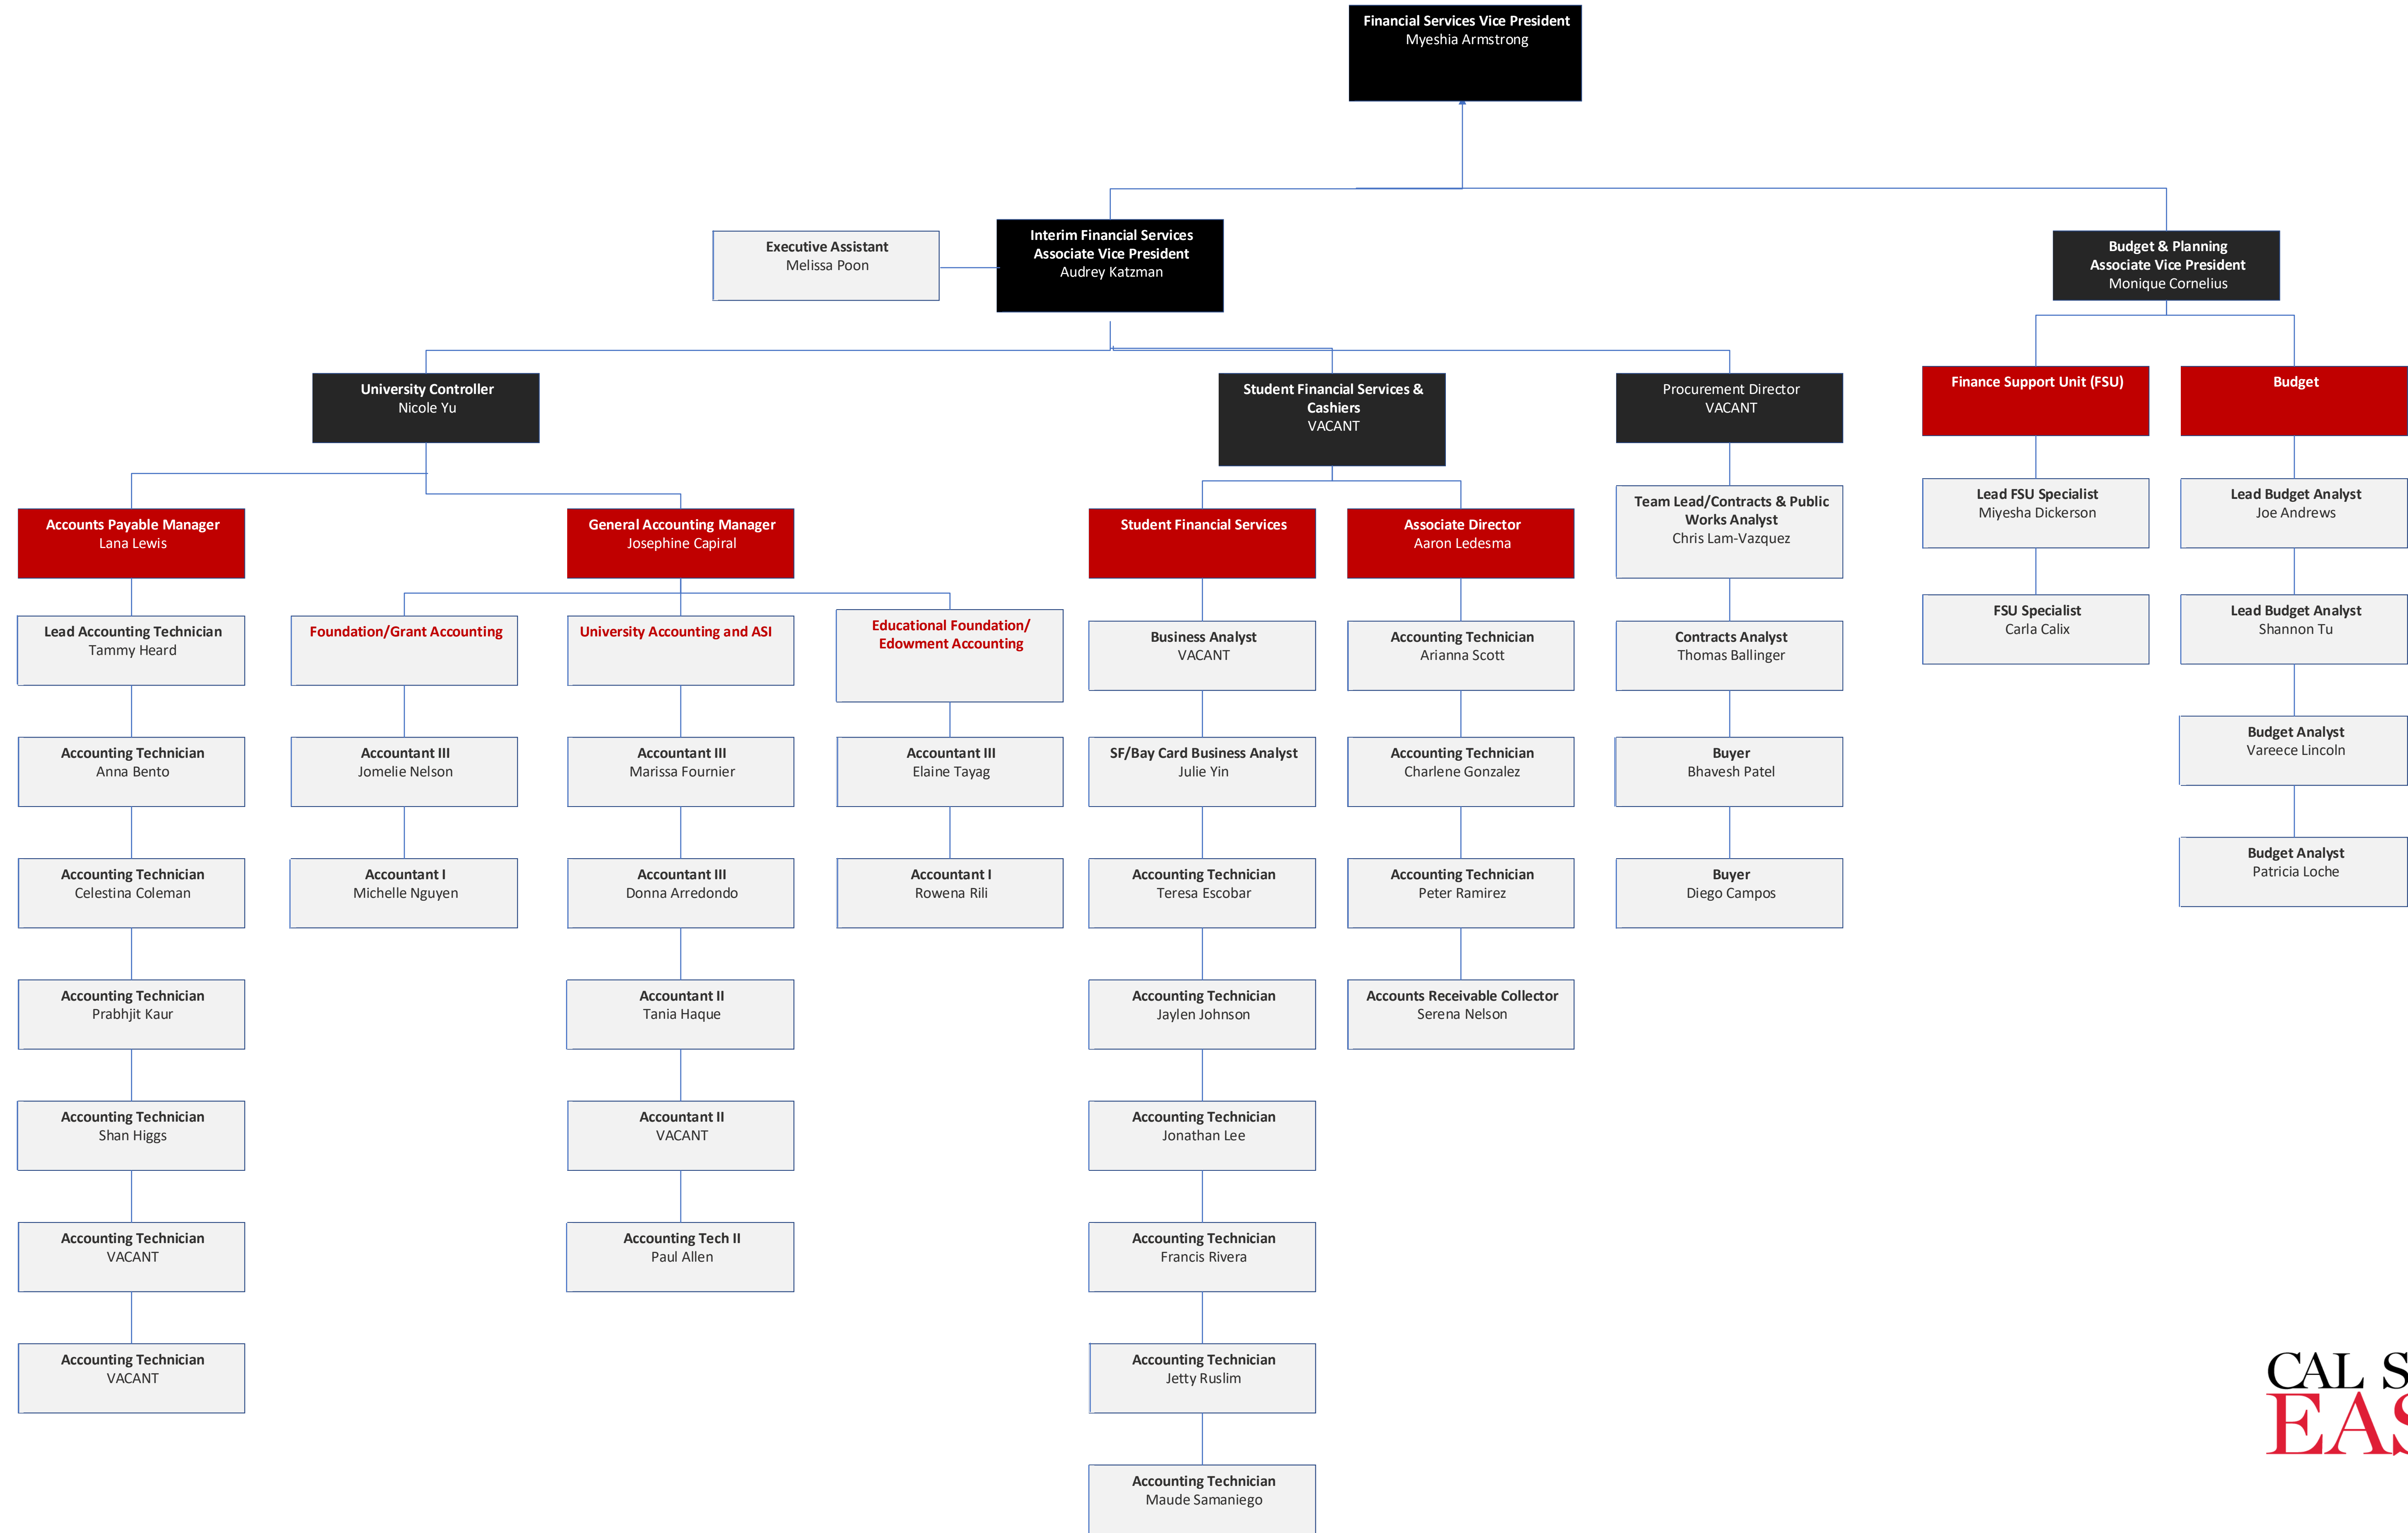 Financial Services Vice President
Myeshia Armstrong
Executive Assistant
Melissa Poon
Interim Financial Services
Associate Vice President
Audrey Katzman
Budget & Planning
Associate Vice President
Monique Cornelius
University Controller
Nicole Yu
Student Financial Services &
Cashiers
VACANT
Procurement Director
VACANT
Finance Support Unit (FSU)
Budget
Accounts Payable Manager
Lana Lewis
General Accounting Manager
Josephine Capiral
Student Financial Services
Associate Director
Aaron Ledesma
Team Lead/Contracts & Public
Works Analyst
Chris Lam-Vazquez
Lead FSU Specialist
Miyesha Dickerson
Lead Budget Analyst
Joe Andrews
Lead Accounting Technician
Tammy Heard
Foundation/Grant Accounting
University Accounting and ASI
Educational Foundation/
Edowment Accounting
Business Analyst
VACANT
Accounting Technician
Arianna Scott
Contracts Analyst
Thomas Ballinger
FSU Specialist
Carla Calix
Lead Budget Analyst
Shannon Tu
Accounting Technician
Anna Bento
Accountant III
Jomelie Nelson
Accountant III
Marissa Fournier
Accountant III
Elaine Tayag
SF/Bay Card Business Analyst
Julie Yin
Accounting Technician
Charlene Gonzalez
Buyer
Bhavesh Patel
Budget Analyst
Vareece Lincoln
Accounting Technician
Celestina Coleman
Accountant I
Michelle Nguyen
Accountant III
Donna Arredondo
Accountant I
Rowena Rili
Accounting Technician
Teresa Escobar
Accounting Technician
Peter Ramirez
Buyer
Diego Campos
Budget Analyst
Patricia Loche
Accounting Technician
Prabhjit Kaur
Accountant II
Tania Haque
Accounting Technician
Jaylen Johnson
Accounts Receivable Collector
Serena Nelson
Accounting Technician
Shan Higgs
Accountant II
VACANT
Accounting Technician
Jonathan Lee
Accounting Technician
VACANT
Accounting Tech II
Paul Allen
Accounting Technician
Francis Rivera
Accounting Technician
VACANT
Accounting Technician
Jetty Ruslim
Accounting Technician
Maude Samaniego
CAL S
EAS